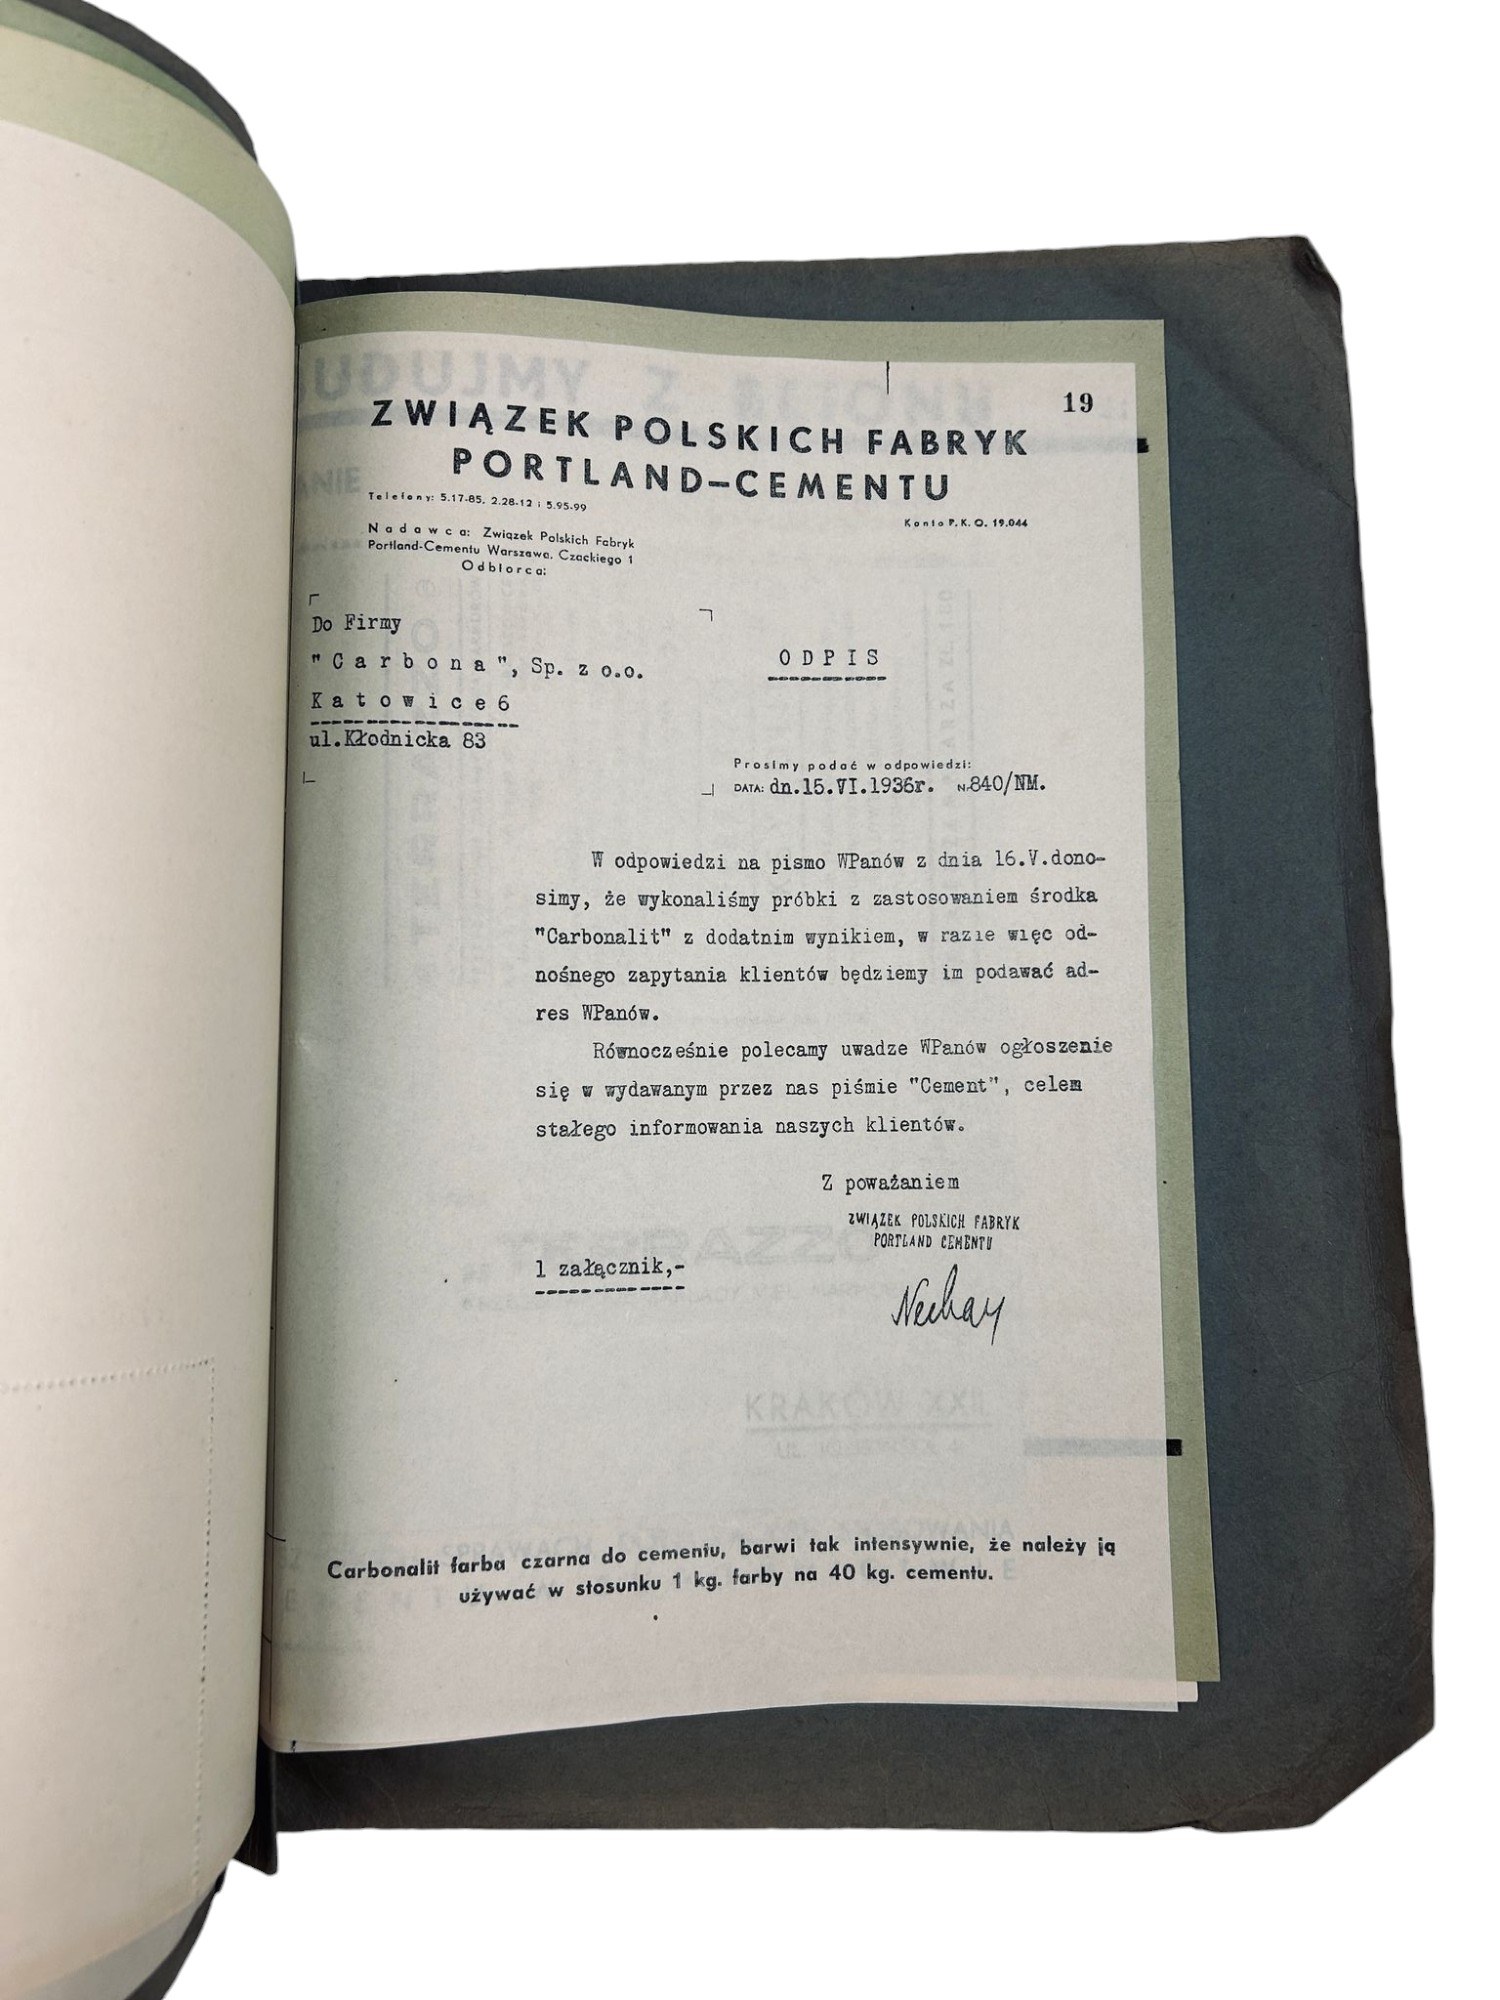 19
ZWIĄZEK POLSKICH FABRYK
PORTLAND-CEMENTU
Telefony: 5.17-85, 2.28-12 i 5.95-99
Konto P.K.O. 19.044
Nadawca: Związek Polskich Fabryk
Portland-Cementu Warszawa, Czackiego 1
Odbiorca:
Do Firmy
"Carbona", Sp. z o.o.
Katowice 6
ul.Kłodnicka 83
ODPIS
Prosimy podać w odpowiedzi:
DATA: dn.15.VI.1936r. Nr 840/NM.
W odpowiedzi na pismo WPanów z dnia 16.V.dono-
simy, że wykonaliśmy próbki z zastosowaniem środka
"Carbonalit" z dodatnim wynikiem, w razie więc od-
nośnego zapytania klientów będziemy im podawać ad-
res WPanów.
Równocześnie polecamy uwadze WPanów ogłoszenie
się w wydawanym przez nas piśmie "Cement", celem
stałego informowania naszych klientów.
Z poważaniem
ZWIĄZEK POLSKICH FABRYK
PORTLAND CEMENTU
1 załącznik,-
Nechay
Carbonalit farba czarna do cementu, barwi tak intensywnie, że należy ją
używać w stosunku 1 kg. farby na 40 kg. cementu.